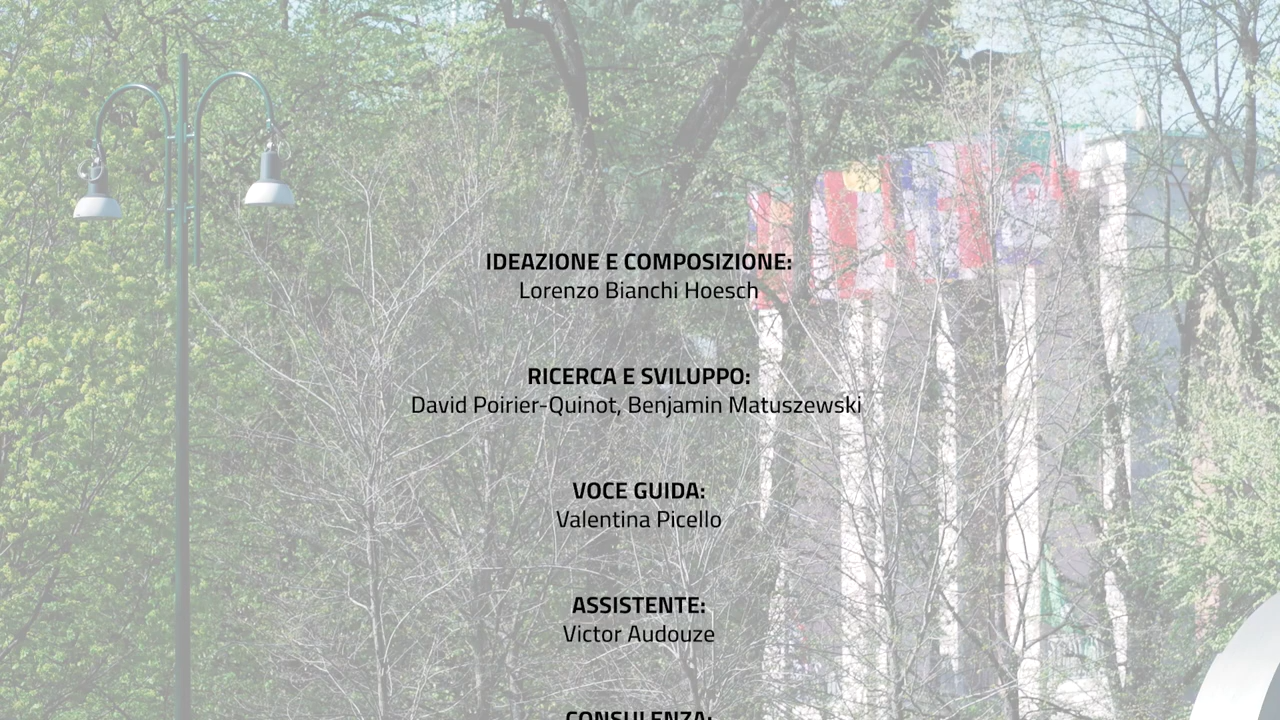 IDEAZIONE E COMPOSIZIONE:
Lorenzo Bianchi Hoesch
RICERCA E SVILUPPO:
David Poirier-Quinot, Benjamin Matuszewski
VOCE GUIDA:
Valentina Picello
ASSISTENTE:
Victor Audouze
CONSULENZA: